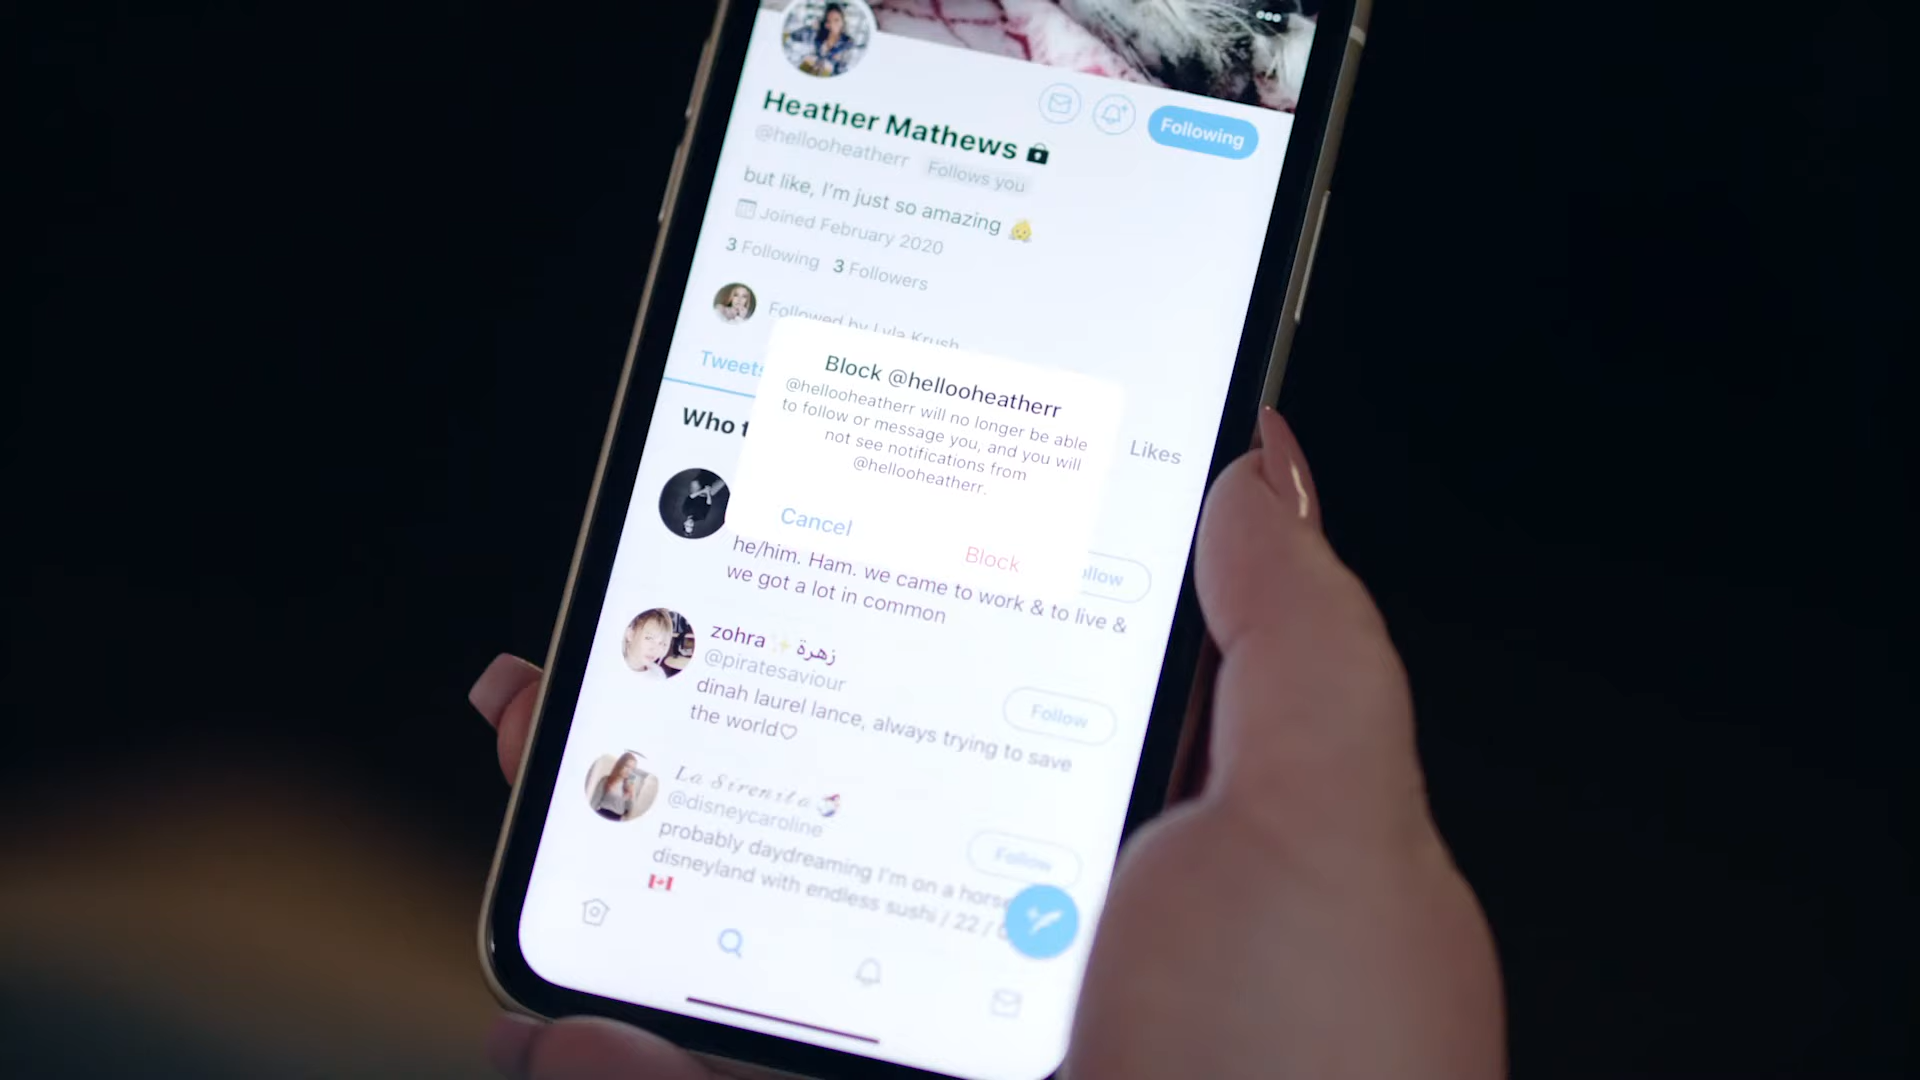 Heather Mathews
Following
@hellooheatherr Follows you
but like, I'm just so amazing
Joined February 2020
3 Following 3 Followers
Followed by Lyla Krush
Tweets
Likes
Block @hellooheatherr
@hellooheatherr will no longer be able
to follow or message you, and you will
not see notifications from
@hellooheatherr.
Cancel
Block
Who
he/him. Ham. we came to work & to live &
we got a lot in common
zohra زهرة
@piratesaviour
Follow
dinah laurel lance, always trying to save
the world♡
La Sirenita
@disneycaroline
Follow
probably daydreaming I'm on a horse
disneyland with endless sushi / 22 /